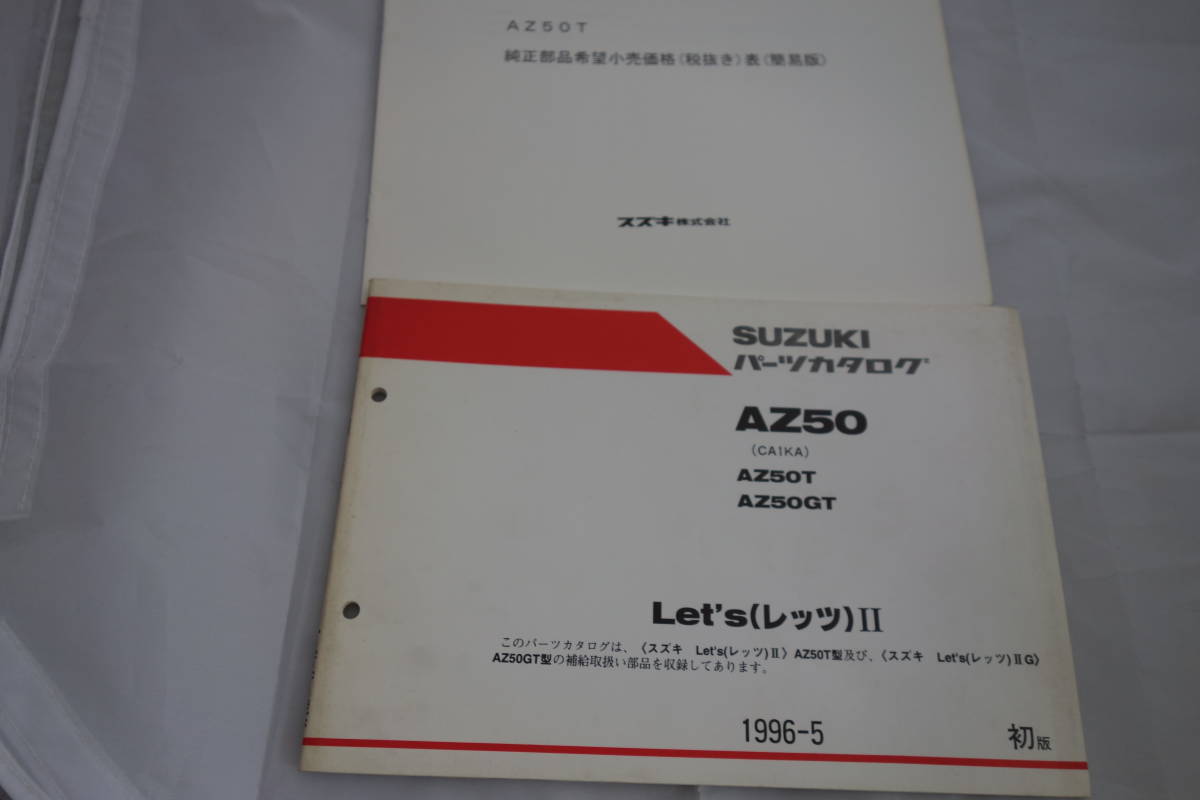 AZ50T
純正部品希望小売価格(税抜き)表(簡易版)
スズキ株式会社
SUZUKI
パーツカタログ
AZ50
(CA1KA)
AZ50T
AZ50GT
Let's(レッツ)II
このパーツカタログは、〈スズキ Let's(レッツ)II〉AZ50T型及び、〈スズキ Let's(レッツ)IIG〉
AZ50GT型の補給取扱い部品を収録してあります。
1996-5
初版